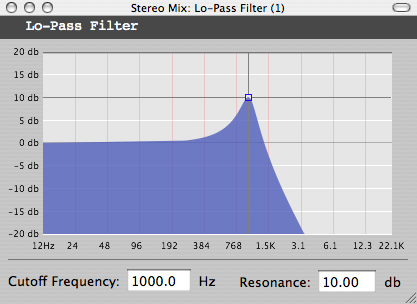 Stereo Mix: Lo-Pass Filter (1)
Lo-Pass Filter
20 db
10 db
5 db
0 db
-5 db
-10 db
-15 db
-20 db
12Hz 24 48 96 192 384 768 1.5K 3.1 6.1 12.3 22.1K
Cutoff Frequency: 1000.0 Hz Resonance: 10.00 db